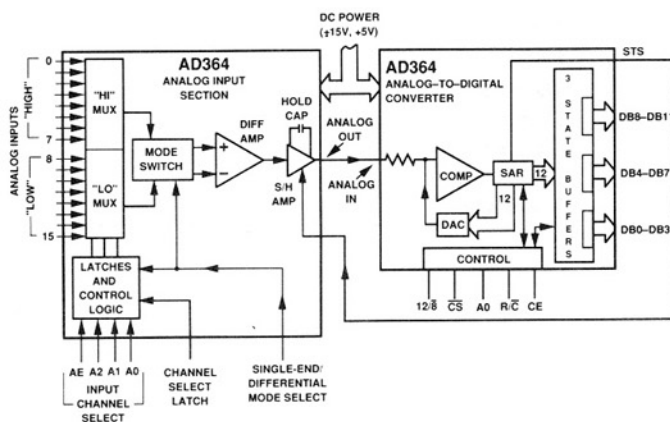 DC POWER
(±15V, +5V)
AD364
ANALOG INPUT
SECTION
AD364
ANALOG–TO–DIGITAL
CONVERTER
STS
ANALOG INPUTS
"HIGH"
"LOW"
0
7
8
15
"HI"
MUX
"LO"
MUX
MODE
SWITCH
DIFF
AMP
+
–
HOLD
CAP
S/H
AMP
ANALOG
OUT
ANALOG
IN
COMP
SAR
12
12
DAC
3
STATE
BUFFERS
DB8–DB11
DB4–DB7
DB0–DB3
CONTROL
12/8̅
C̅S̅
A0
R/C̅
CE
LATCHES
AND
CONTROL
LOGIC
AE A2 A1 A0
INPUT
CHANNEL
SELECT
CHANNEL
SELECT
LATCH
SINGLE-END/
DIFFERENTIAL
MODE SELECT